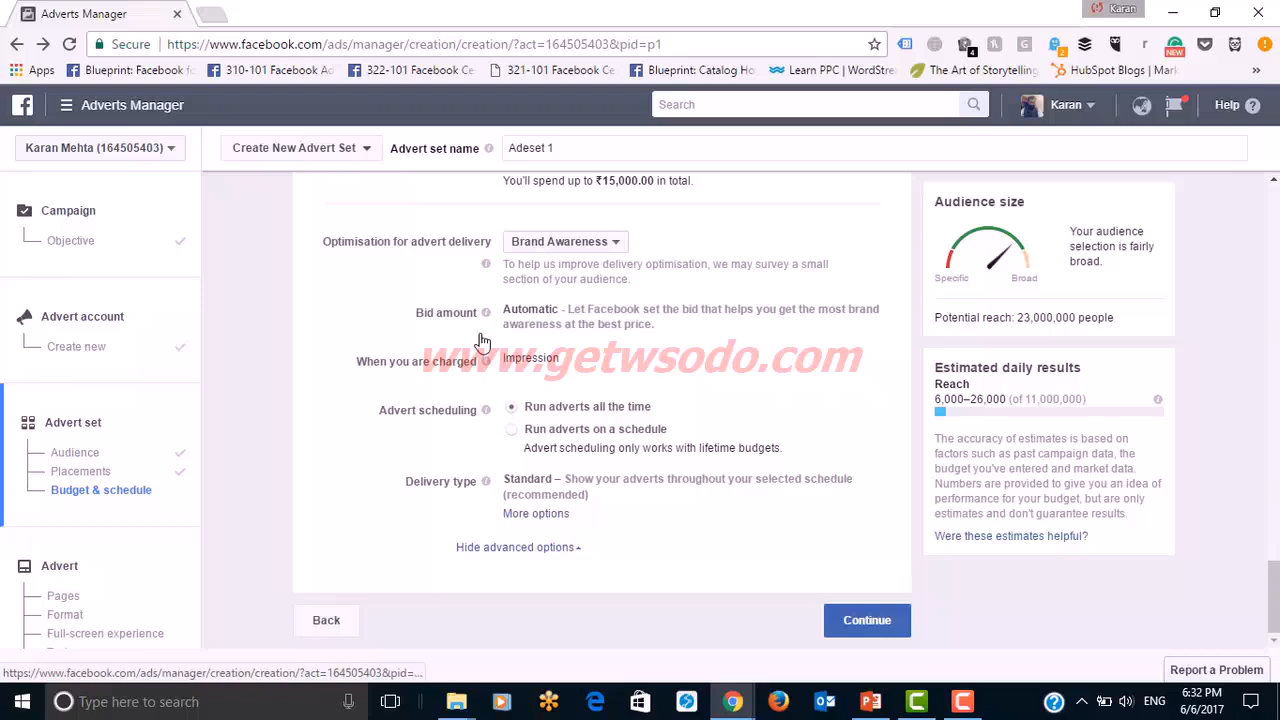 Adverts Manager
Karan
Secure
https://www.facebook.com/ads/manager/creation/creation/?act=164505403&pid=p1
4
2
r
NEW
Apps
Blueprint: Facebook fo
310-101 Facebook Ad
322-101 Facebook Ce
321-101 Facebook Ce
Blueprint: Catalog Ho
Learn PPC (WordStre
The Art of Storytelling
HubSpot Blogs | Mark
»
Adverts Manager
Search
Karan
Help
Karan Mehta (164505403)
Create New Advert Set
Advert set name
Adeset 1
Campaign
Objective
Advert account
Create new
Advert set
Audience
Placements
Budget & schedule
Advert
Pages
Format
Full-screen experience
You'll spend up to ₹15,000.00 in total.
Optimisation for advert delivery
Brand Awareness
To help us improve delivery optimisation, we may survey a small
section of your audience.
Bid amount
Automatic - Let Facebook set the bid that helps you get the most brand
awareness at the best price.
When you are charged
Impression
www.getwsodo.com
Advert scheduling
Run adverts all the time
Run adverts on a schedule
Advert scheduling only works with lifetime budgets.
Delivery type
Standard – Show your adverts throughout your selected schedule
(recommended)
More options
Hide advanced options
Back
Continue
Audience size
Specific
Broad
Your audience
selection is fairly
broad.
Potential reach: 23,000,000 people
Estimated daily results
Reach
6,000–26,000 (of 11,000,000)
The accuracy of estimates is based on
factors such as past campaign data, the
budget you've entered and market data.
Numbers are provided to give you an idea of
performance for your budget, but are only
estimates and don't guarantee results.
Were these estimates helpful?
https://www.facebook.com/ads/manager/creation/creation/?act=164505403&pid=...
Report a Problem
Type here to search
ENG
6:32 PM
6/6/2017